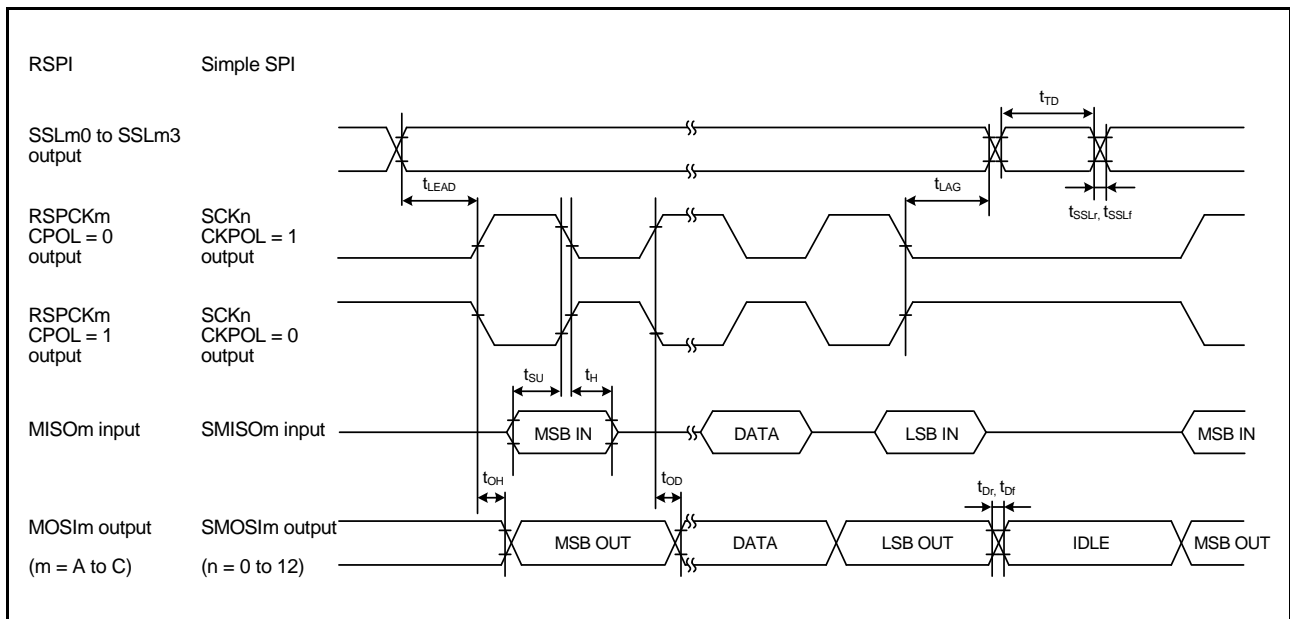 RSPI Simple SPI
tTD
SSLm0 to SSLm3
output
tLEAD
tLAG
tSSLr, tSSLf
RSPCKm
CPOL = 0
output
SCKn
CKPOL = 1
output
RSPCKm
CPOL = 1
output
SCKn
CKPOL = 0
output
tSU
tH
MISOm input SMISOm input MSB IN DATA LSB IN MSB IN
tOH
tOD
tDr, tDf
MOSIm output SMOSIm output MSB OUT DATA LSB OUT IDLE MSB OUT
(m = A to C) (n = 0 to 12)